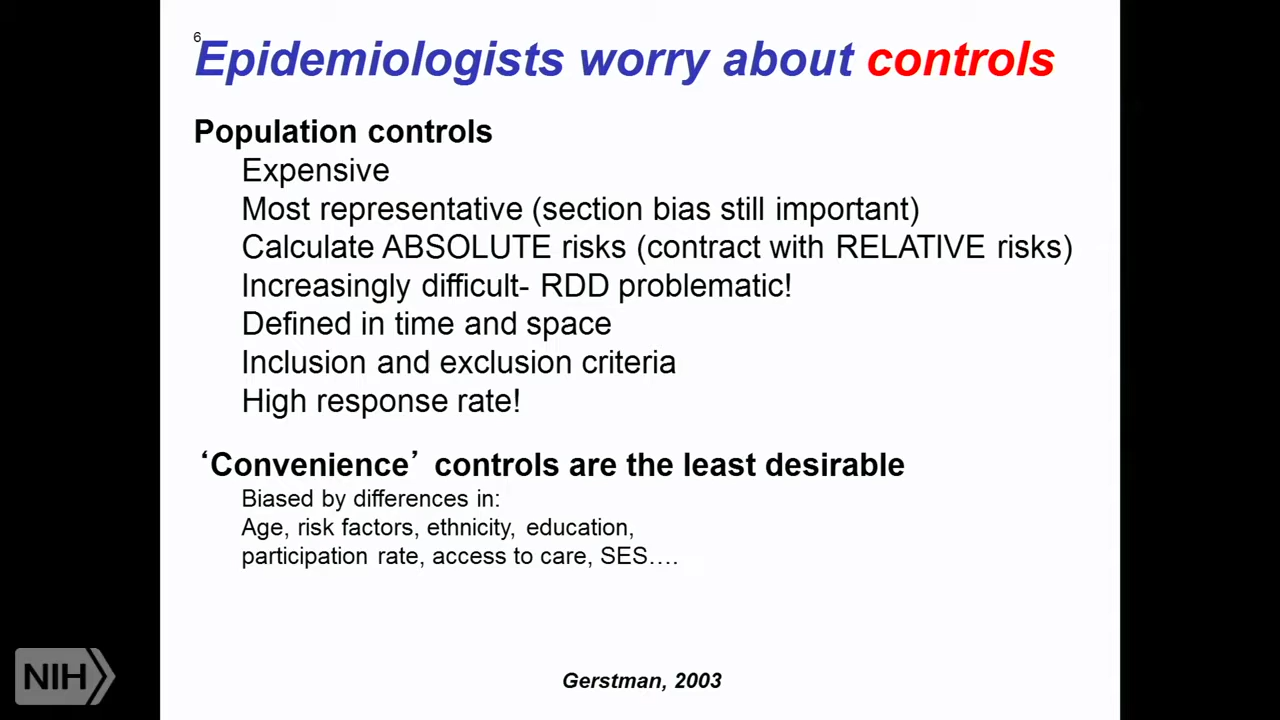 6
Epidemiologists worry about controls
Population controls
Expensive
Most representative (section bias still important)
Calculate ABSOLUTE risks (contract with RELATIVE risks)
Increasingly difficult- RDD problematic!
Defined in time and space
Inclusion and exclusion criteria
High response rate!
‘Convenience’ controls are the least desirable
Biased by differences in:
Age, risk factors, ethnicity, education,
participation rate, access to care, SES….
NIH
Gerstman, 2003